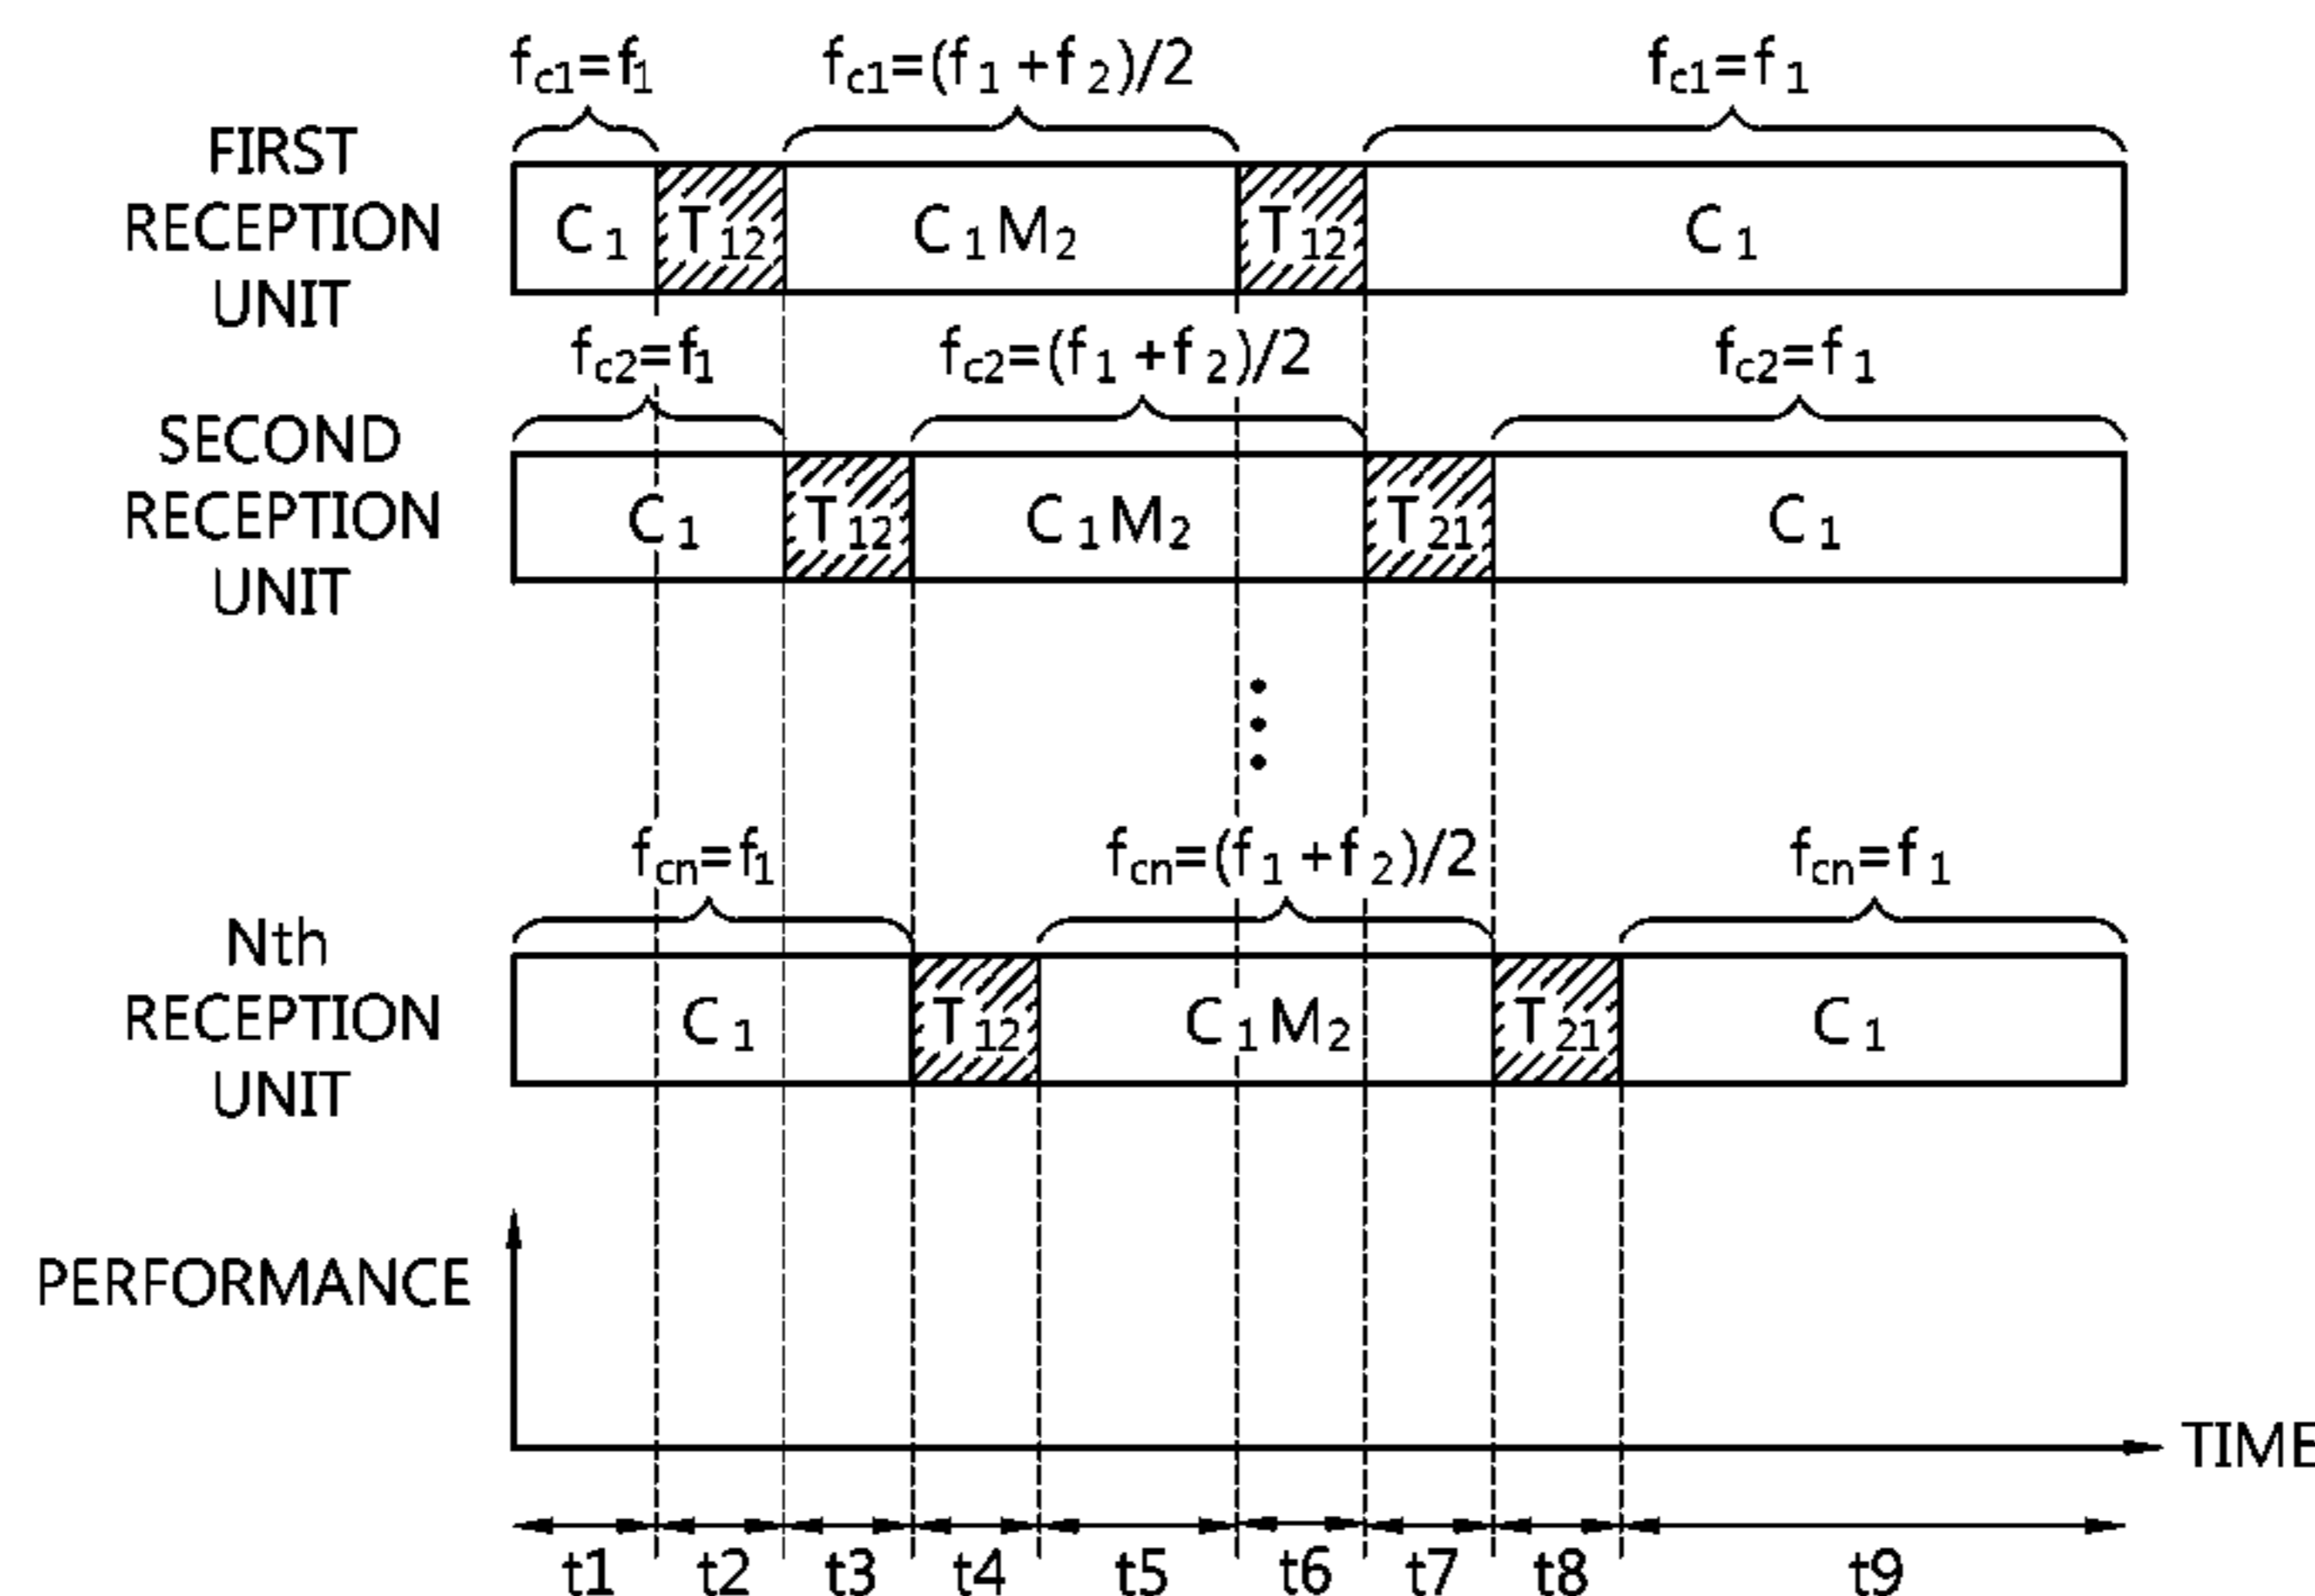 fc1=f1 fc1=(f1+f2)/2 fc1=f1
FIRST
RECEPTION
UNIT
C1 T12 C1M2 T12 C1
fc2=f1 fc2=(f1+f2)/2 fc2=f1
SECOND
RECEPTION
UNIT
C1 T12 C1M2 T21 C1
fcn=f1 fcn=(f1+f2)/2 fcn=f1
Nth
RECEPTION
UNIT
C1 T12 C1M2 T21 C1
PERFORMANCE
TIME
t1 t2 t3 t4 t5 t6 t7 t8 t9